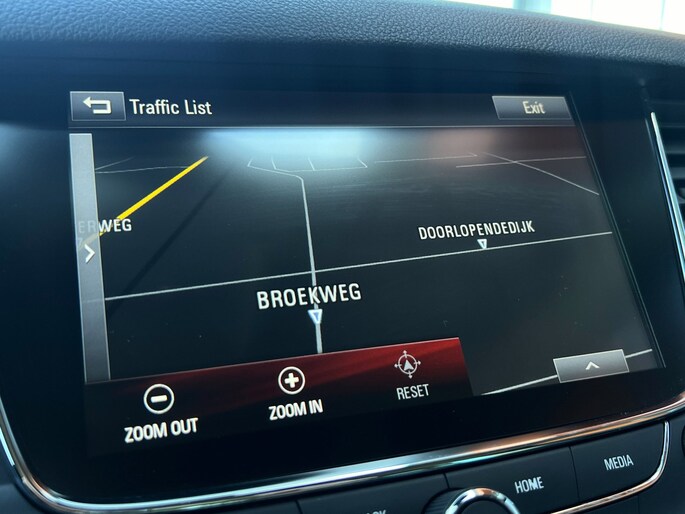 Traffic List
Exit
ERWEG
DOORLOPENDEDIJK
BROEKWEG
ZOOM OUT
ZOOM IN
RESET
HOME
MEDIA